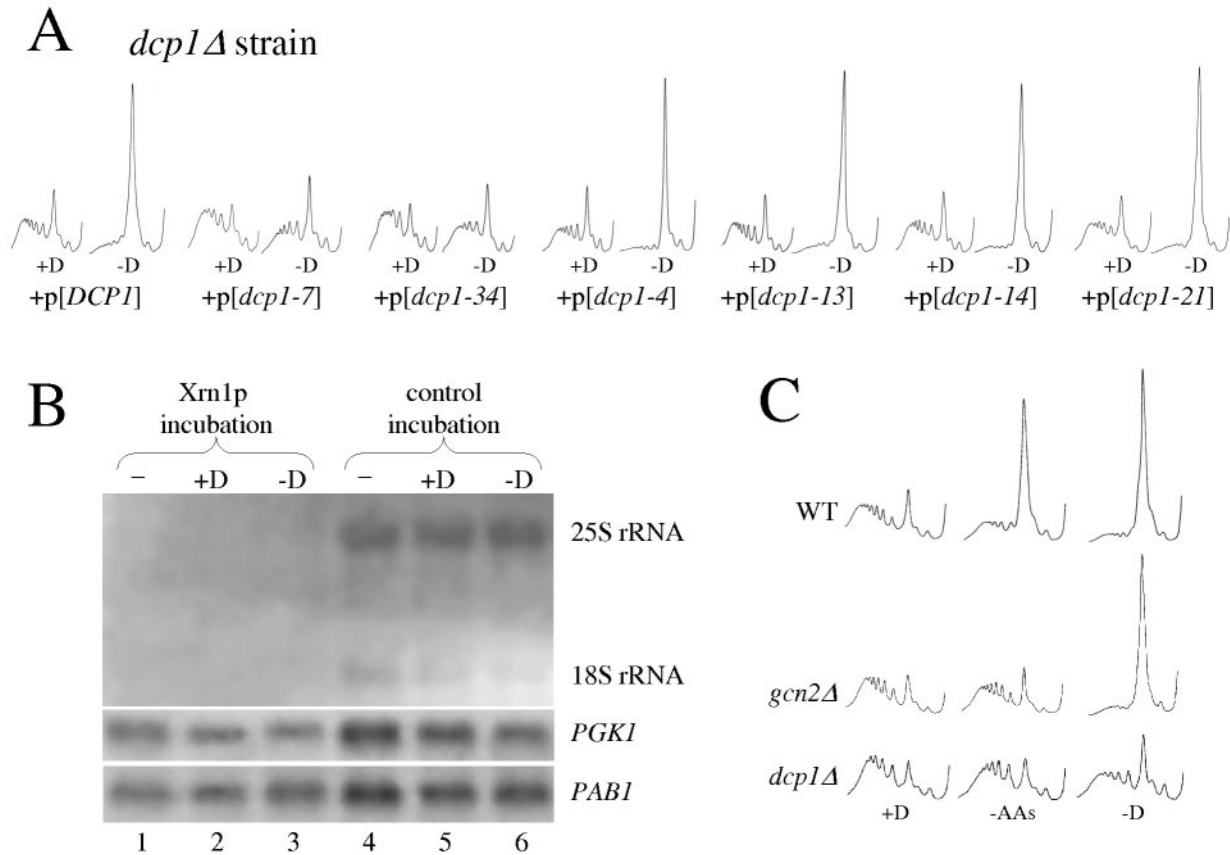 A
dcp1Δ strain
+D -D +D -D +D -D +D -D +D -D +D -D +D -D
+p[DCP1] +p[dcp1-7] +p[dcp1-34] +p[dcp1-4] +p[dcp1-13] +p[dcp1-14] +p[dcp1-21]
B
Xrn1p
incubation
control
incubation
– +D -D – +D -D
25S rRNA
18S rRNA
PGK1
PAB1
1 2 3 4 5 6
C
WT
gcn2Δ
dcp1Δ
+D -AAs -D